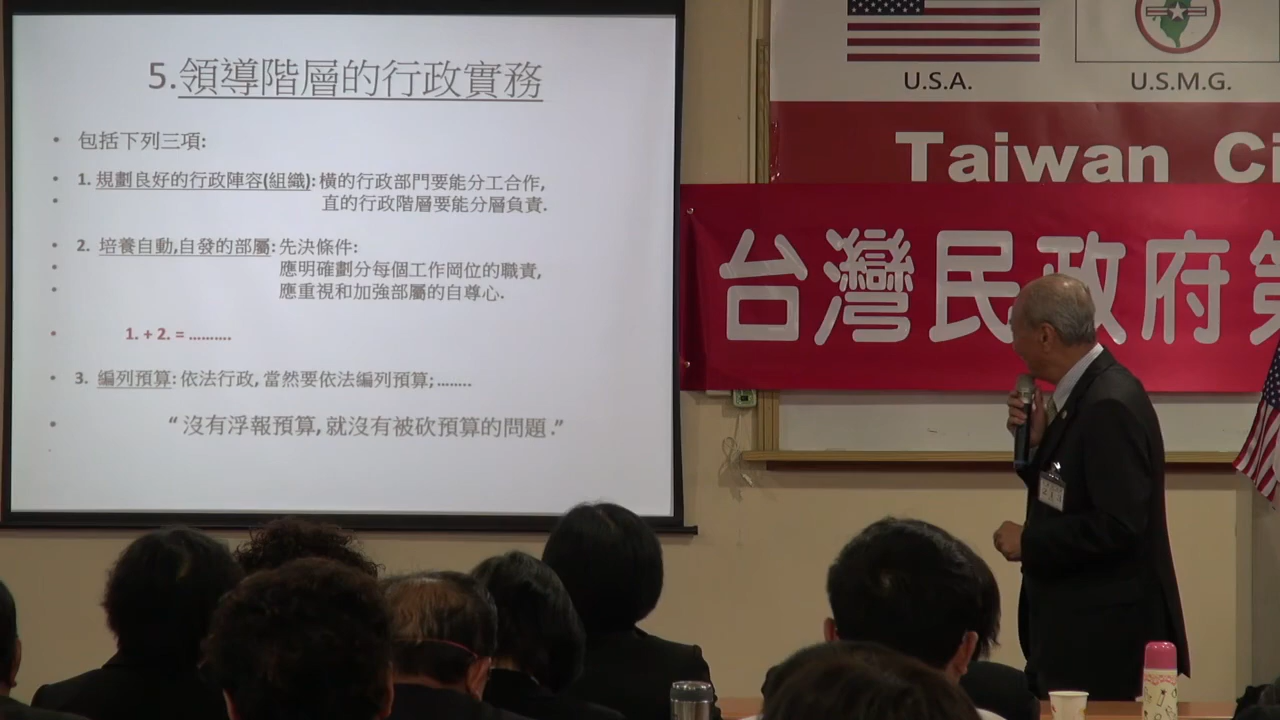 5.領導階層的行政實務
• 包括下列三項:
• 1. 規劃良好的行政陣容(組織): 橫的行政部門要能分工合作,
• 直的行政階層要能分層負責.
• 2. 培養自動,自發的部屬: 先決條件:
• 應明確劃分每個工作岡位的職責,
• 應重視和加強部屬的自尊心.
• 1. + 2. = ……….
• 3. 編列預算: 依法行政, 當然要依法編列預算; ……..
• “ 沒有浮報預算, 就沒有被砍預算的問題 .”
U.S.A.
U.S.M.G.
Taiwan Ci
台灣民政府第